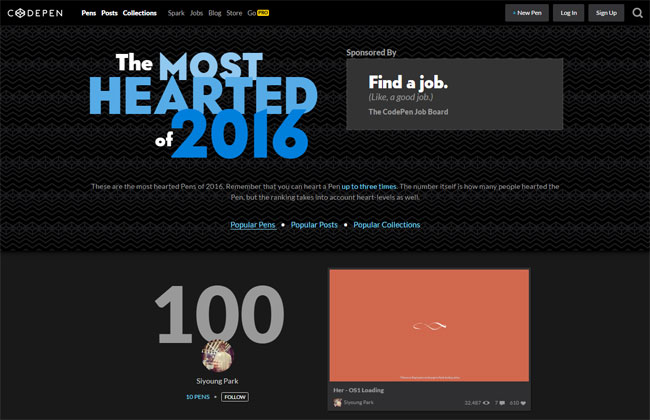 CODEPEN
Pens Posts Collections Spark Jobs Blog Store Go PRO
+ New Pen Log In Sign Up
The MOST
HEARTED
of 2016
Sponsored By
Find a job.
(Like, a good job.)
The CodePen Job Board
These are the most hearted Pens of 2016. Remember that you can heart a Pen up to three times. The number itself is how many people hearted the
Pen, but the ranking takes into account heart-levels as well.
Popular Pens • Popular Posts • Popular Collections
100
Siyoung Park
10 PENS • FOLLOW
Her - OS1 Loading
Siyoung Park 32,487 7 610